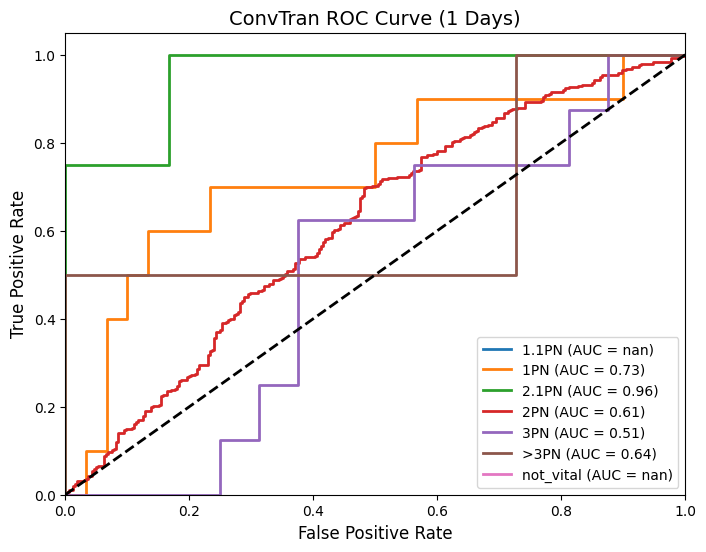 ConvTran ROC Curve (1 Days)
True Positive Rate
1.0
0.8
0.6
0.4
0.2
0.0
0.0 0.2 0.4 0.6 0.8 1.0
False Positive Rate
1.1PN (AUC = nan)
1PN (AUC = 0.73)
2.1PN (AUC = 0.96)
2PN (AUC = 0.61)
3PN (AUC = 0.51)
>3PN (AUC = 0.64)
not_vital (AUC = nan)